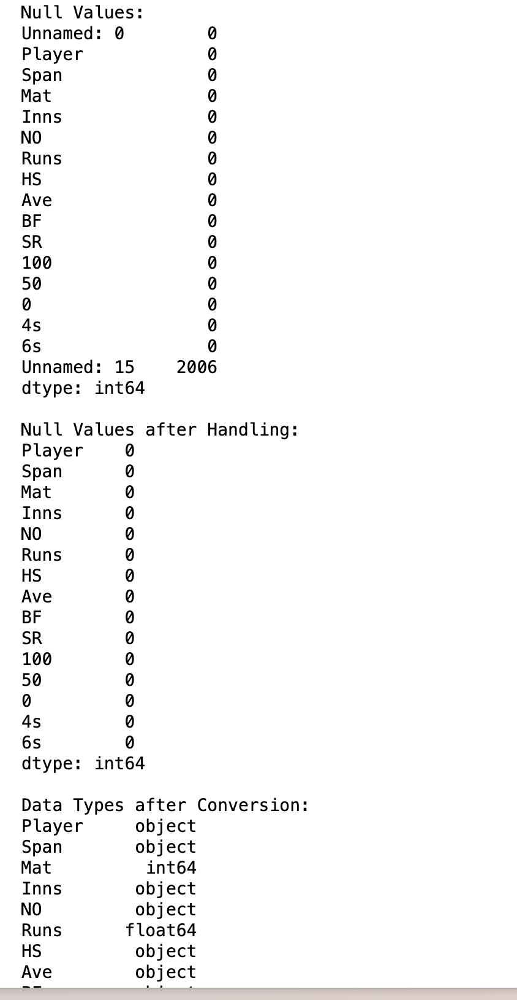 Null Values:
Unnamed: 0 0
Player 0
Span 0
Mat 0
Inns 0
NO 0
Runs 0
HS 0
Ave 0
BF 0
SR 0
100 0
50 0
0 0
4s 0
6s 0
Unnamed: 15 2006
dtype: int64
Null Values after Handling:
Player 0
Span 0
Mat 0
Inns 0
NO 0
Runs 0
HS 0
Ave 0
BF 0
SR 0
100 0
50 0
0 0
4s 0
6s 0
dtype: int64
Data Types after Conversion:
Player object
Span object
Mat int64
Inns object
NO object
Runs float64
HS object
Ave object